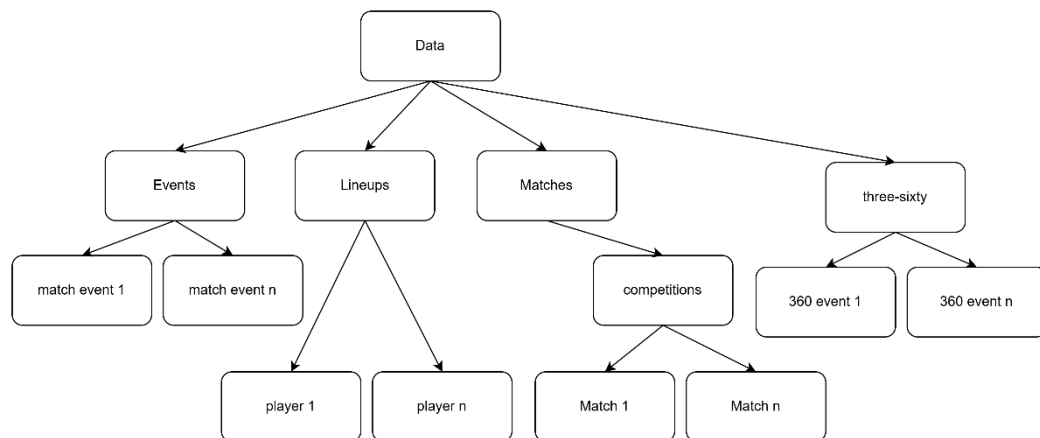 Data
Events
Lineups
Matches
three-sixty
match event 1
match event n
competitions
360 event 1
360 event n
player 1
player n
Match 1
Match n